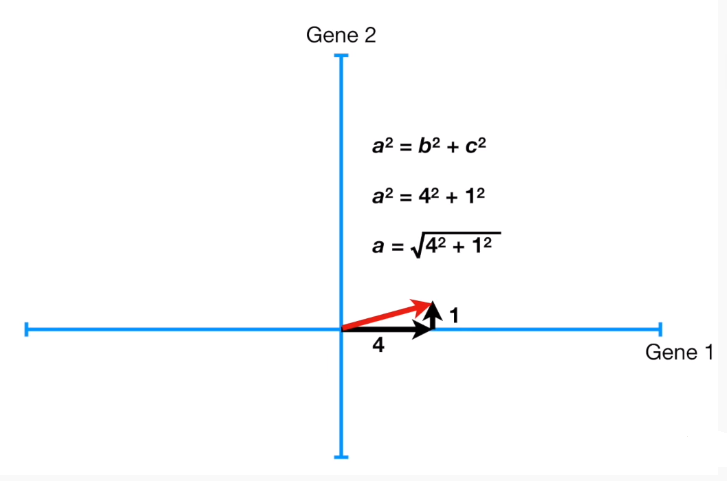 Gene 2
a² = b² + c²
a² = 4² + 1²
a = √4² + 1²
1
4
Gene 1